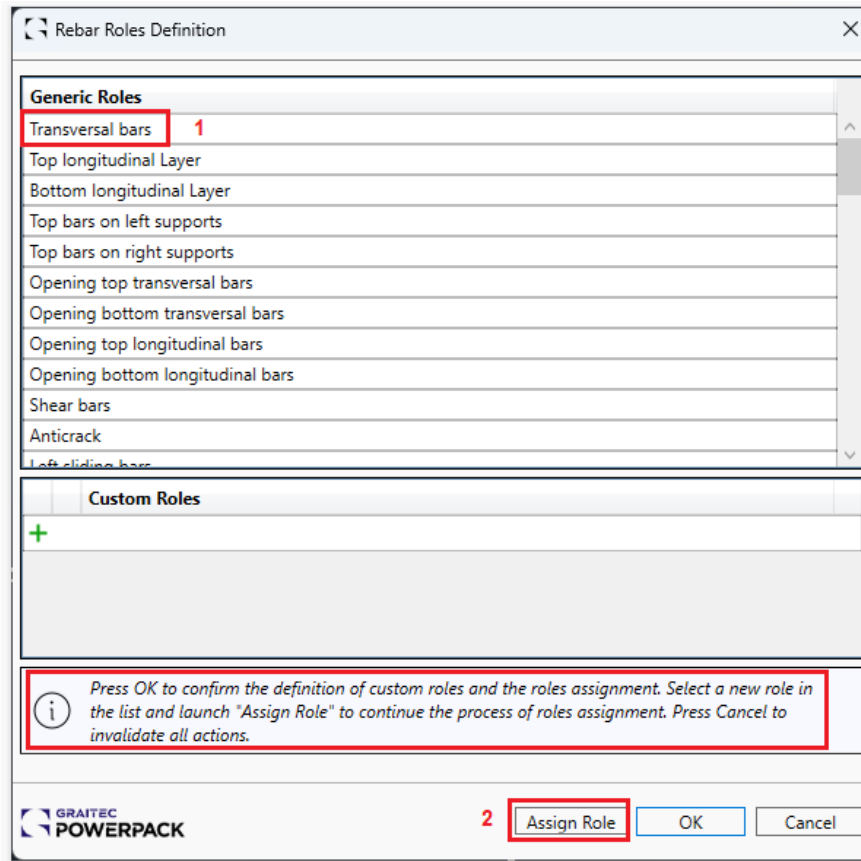 Rebar Roles Definition
Generic Roles
Transversal bars 1
Top longitudinal Layer
Bottom longitudinal Layer
Top bars on left supports
Top bars on right supports
Opening top transversal bars
Opening bottom transversal bars
Opening top longitudinal bars
Opening bottom longitudinal bars
Shear bars
Anticrack
Left sliding bars
Custom Roles
Press OK to confirm the definition of custom roles and the roles assignment. Select a new role in
the list and launch "Assign Role" to continue the process of roles assignment. Press Cancel to
invalidate all actions.
GRAITEC
POWERPACK
2 Assign Role OK Cancel